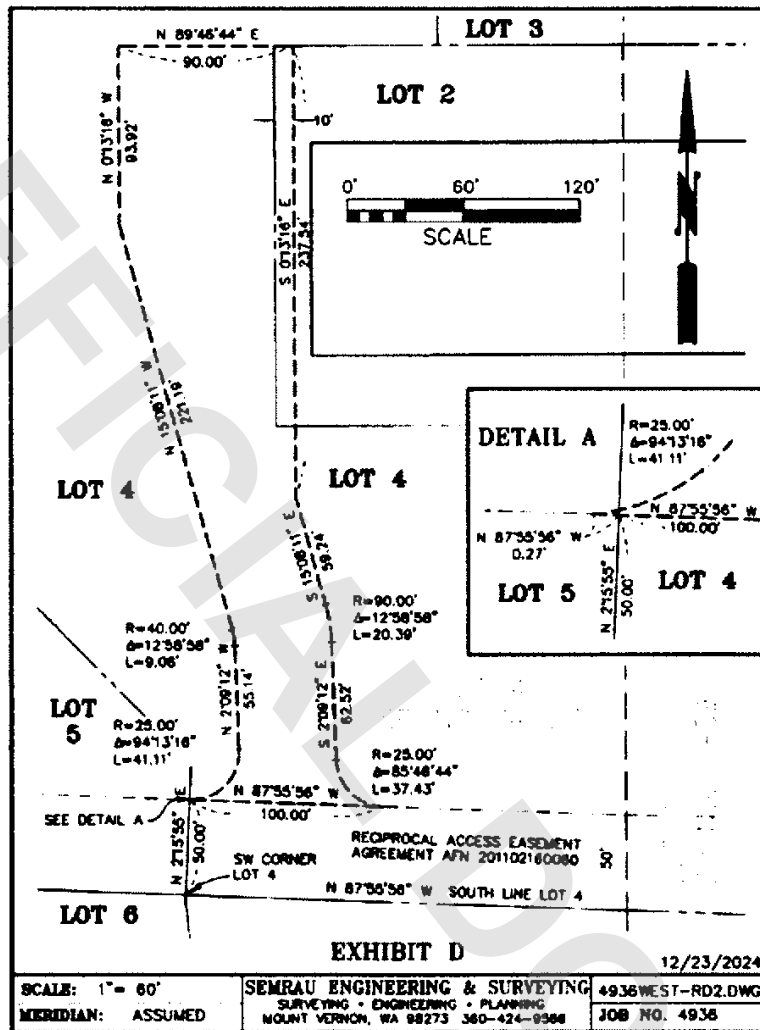 N 89°46'44" E
90.00'
LOT 3
LOT 2
10'
N 0°13'16" W
93.92'
0' 60' 120'
SCALE
N
S 0°13'16" E
237.54'
N 15°08'11" W
221.19'
LOT 4
LOT 4
DETAIL A
R=25.00'
Δ=94°13'16"
L=41.11'
N 87°55'56" W
100.00'
N 87°55'56" W
0.27'
N 2°15'55" E
50.00'
LOT 5
LOT 4
S 15°08'11" E
59.24'
R=90.00'
Δ=12°58'58"
L=20.39'
R=40.00'
Δ=12°58'58"
L=9.06'
N 2°09'12" W
55.14'
S 2°09'12" E
62.52'
LOT 5
R=25.00'
Δ=94°13'16"
L=41.11'
R=25.00'
Δ=85°46'44"
L=37.43'
N 87°55'56" W
100.00'
SEE DETAIL A
N 2°15'55" E
50.00'
SW CORNER
LOT 4
RECIPROCAL ACCESS EASEMENT
AGREEMENT AFN 201102160080
50'
N 87°55'56" W SOUTH LINE LOT 4
LOT 6
EXHIBIT D
12/23/2024
SCALE: 1"= 60'
MERIDIAN: ASSUMED
SEMRAU ENGINEERING & SURVEYING
SURVEYING • ENGINEERING • PLANNING
MOUNT VERNON, WA 98273 360-424-9566
4936WEST-RD2.DWG
JOB NO. 4936